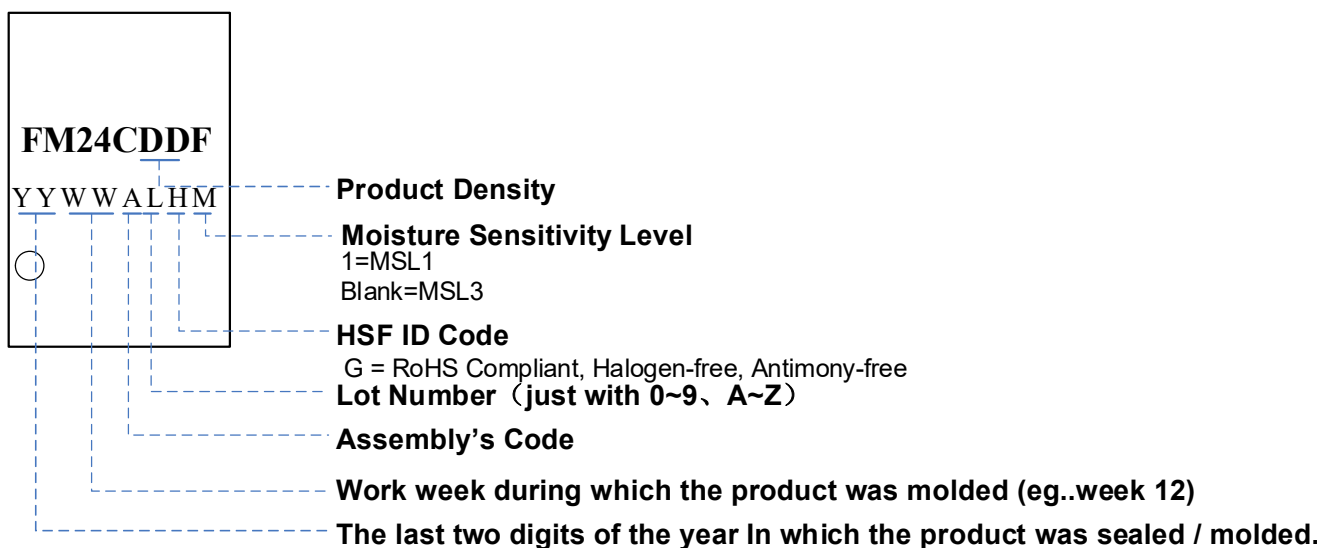 FM24CDDF
YYWWALHM
Product Density
Moisture Sensitivity Level
1=MSL1
Blank=MSL3
HSF ID Code
G = RoHS Compliant, Halogen-free, Antimony-free
Lot Number（just with 0~9、A~Z）
Assembly’s Code
Work week during which the product was molded (eg..week 12)
The last two digits of the year In which the product was sealed / molded.